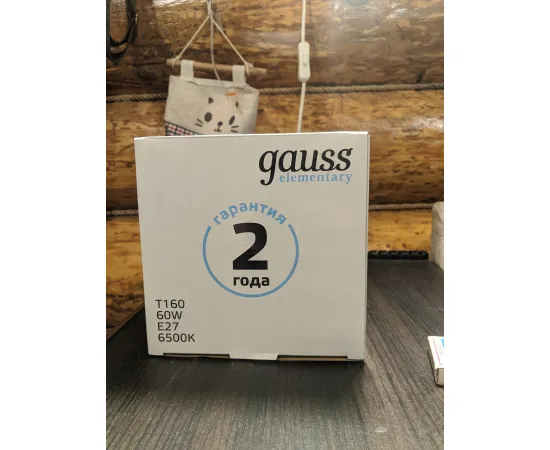 gauss
elementary
гарантия
2
года
T160
60W
E27
6500K